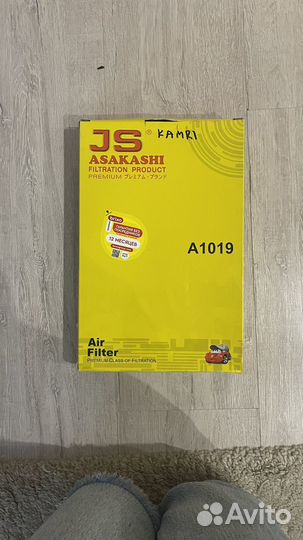 JS ® KAMRI
ASAKASHI
FILTRATION PRODUCT
PREMIUM プレミアム・ブランド
12 МЕСЯЦЕВ
A1019
Air
Filter
PREMIUM CLASS OF FILTRATION
Avito